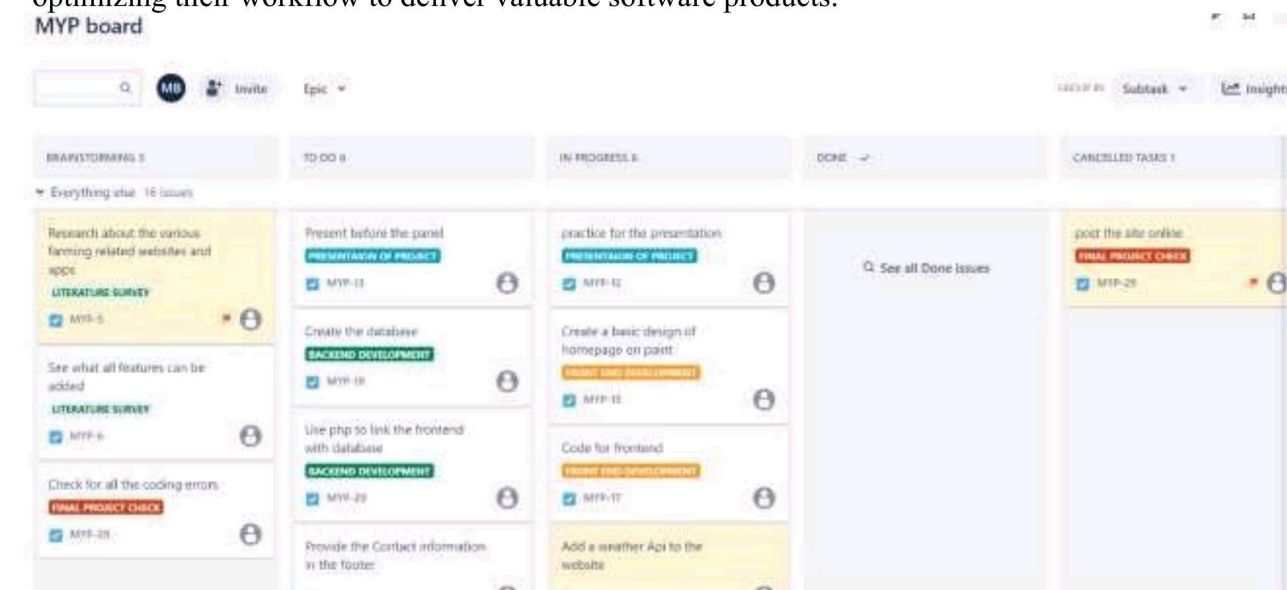 optimizing their workflow to deliver valuable software products.
MYP board
MB
Invite
Epic
GROUP BY
Subtask
Insights
BRAINSTORMING 3
TO DO 6
IN PROGRESS 6
DONE
CANCELLED TASKS 1
Everything else 16 issues
Research about the various
farming related websites and
apps
LITERATURE SURVEY
MYP-5
See what all features can be
added
LITERATURE SURVEY
MYP-6
Check for all the coding errors
FINAL PROJECT CHECK
Present before the panel
PRESENTAION OF PROJECT
MYP-13
Create the database
BACKEND DEVELOPMENT
MYP-19
Use php to link the frontend
with database
BACKEND DEVELOPMENT
MYP-20
Provide the Contact information
in the footer
practice for the presentation
PRESENTAION OF PROJECT
MYP-12
Create a basic design of
homepage on paint
FRONT END DEVELOPMENT
MYP-15
Code for frontend
FRONT END DEVELOPMENT
MYP-17
Add a weather Api to the
website
See all Done issues
post the site online
FINAL PROJECT CHECK
MYP-29